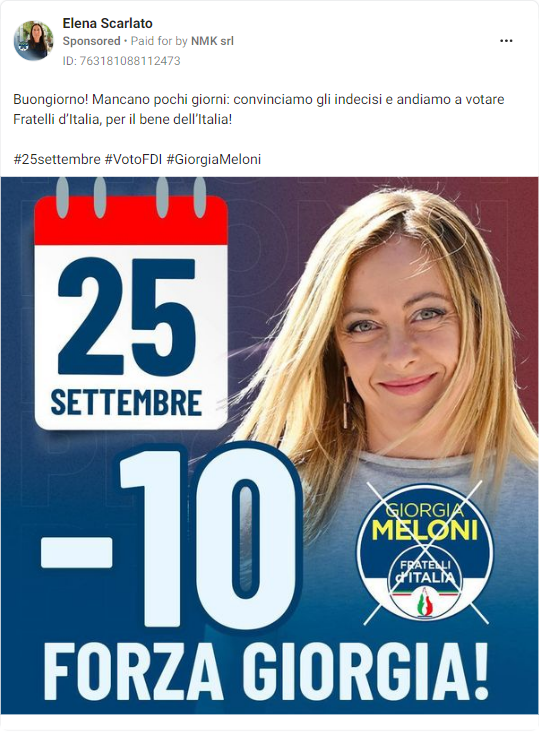 Elena Scarlato
Sponsored • Paid for by NMK srl
ID: 763181088112473
Buongiorno! Mancano pochi giorni: convinciamo gli indecisi e andiamo a votare
Fratelli d'Italia, per il bene dell'Italia!
#25settembre #VotoFDI #GiorgiaMeloni
25
SETTEMBRE
-10
GIORGIA
MELONI
FRATELLI
d'ITALIA
FORZA GIORGIA!